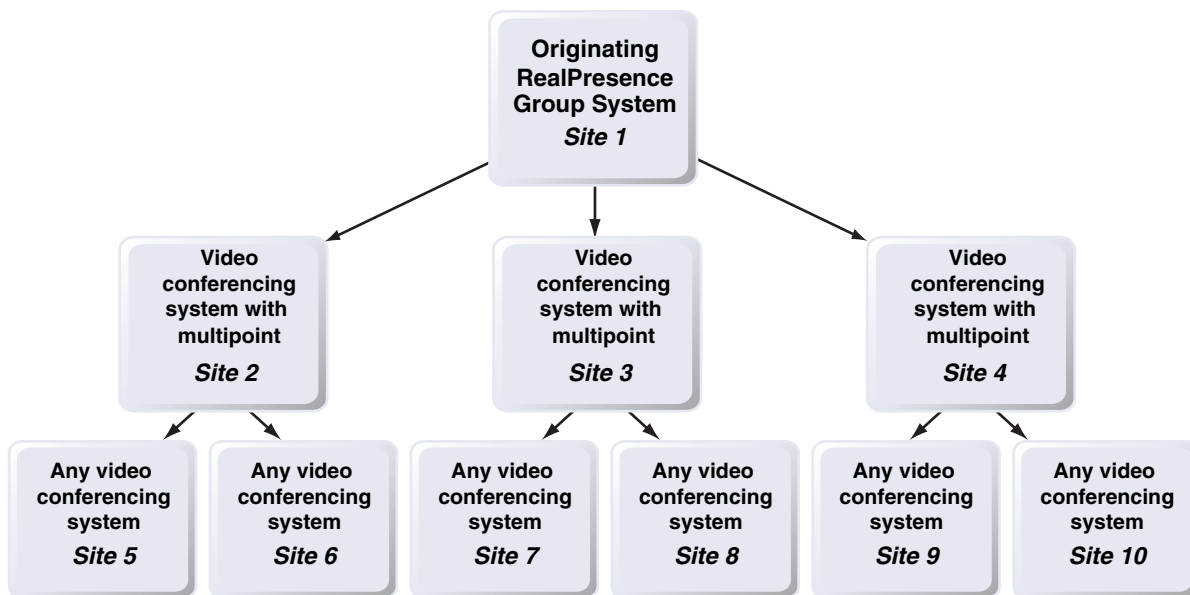 Originating
RealPresence
Group System
Site 1
Video
conferencing
system with
multipoint
Site 2
Video
conferencing
system with
multipoint
Site 3
Video
conferencing
system with
multipoint
Site 4
Any video
conferencing
system
Site 5
Any video
conferencing
system
Site 6
Any video
conferencing
system
Site 7
Any video
conferencing
system
Site 8
Any video
conferencing
system
Site 9
Any video
conferencing
system
Site 10